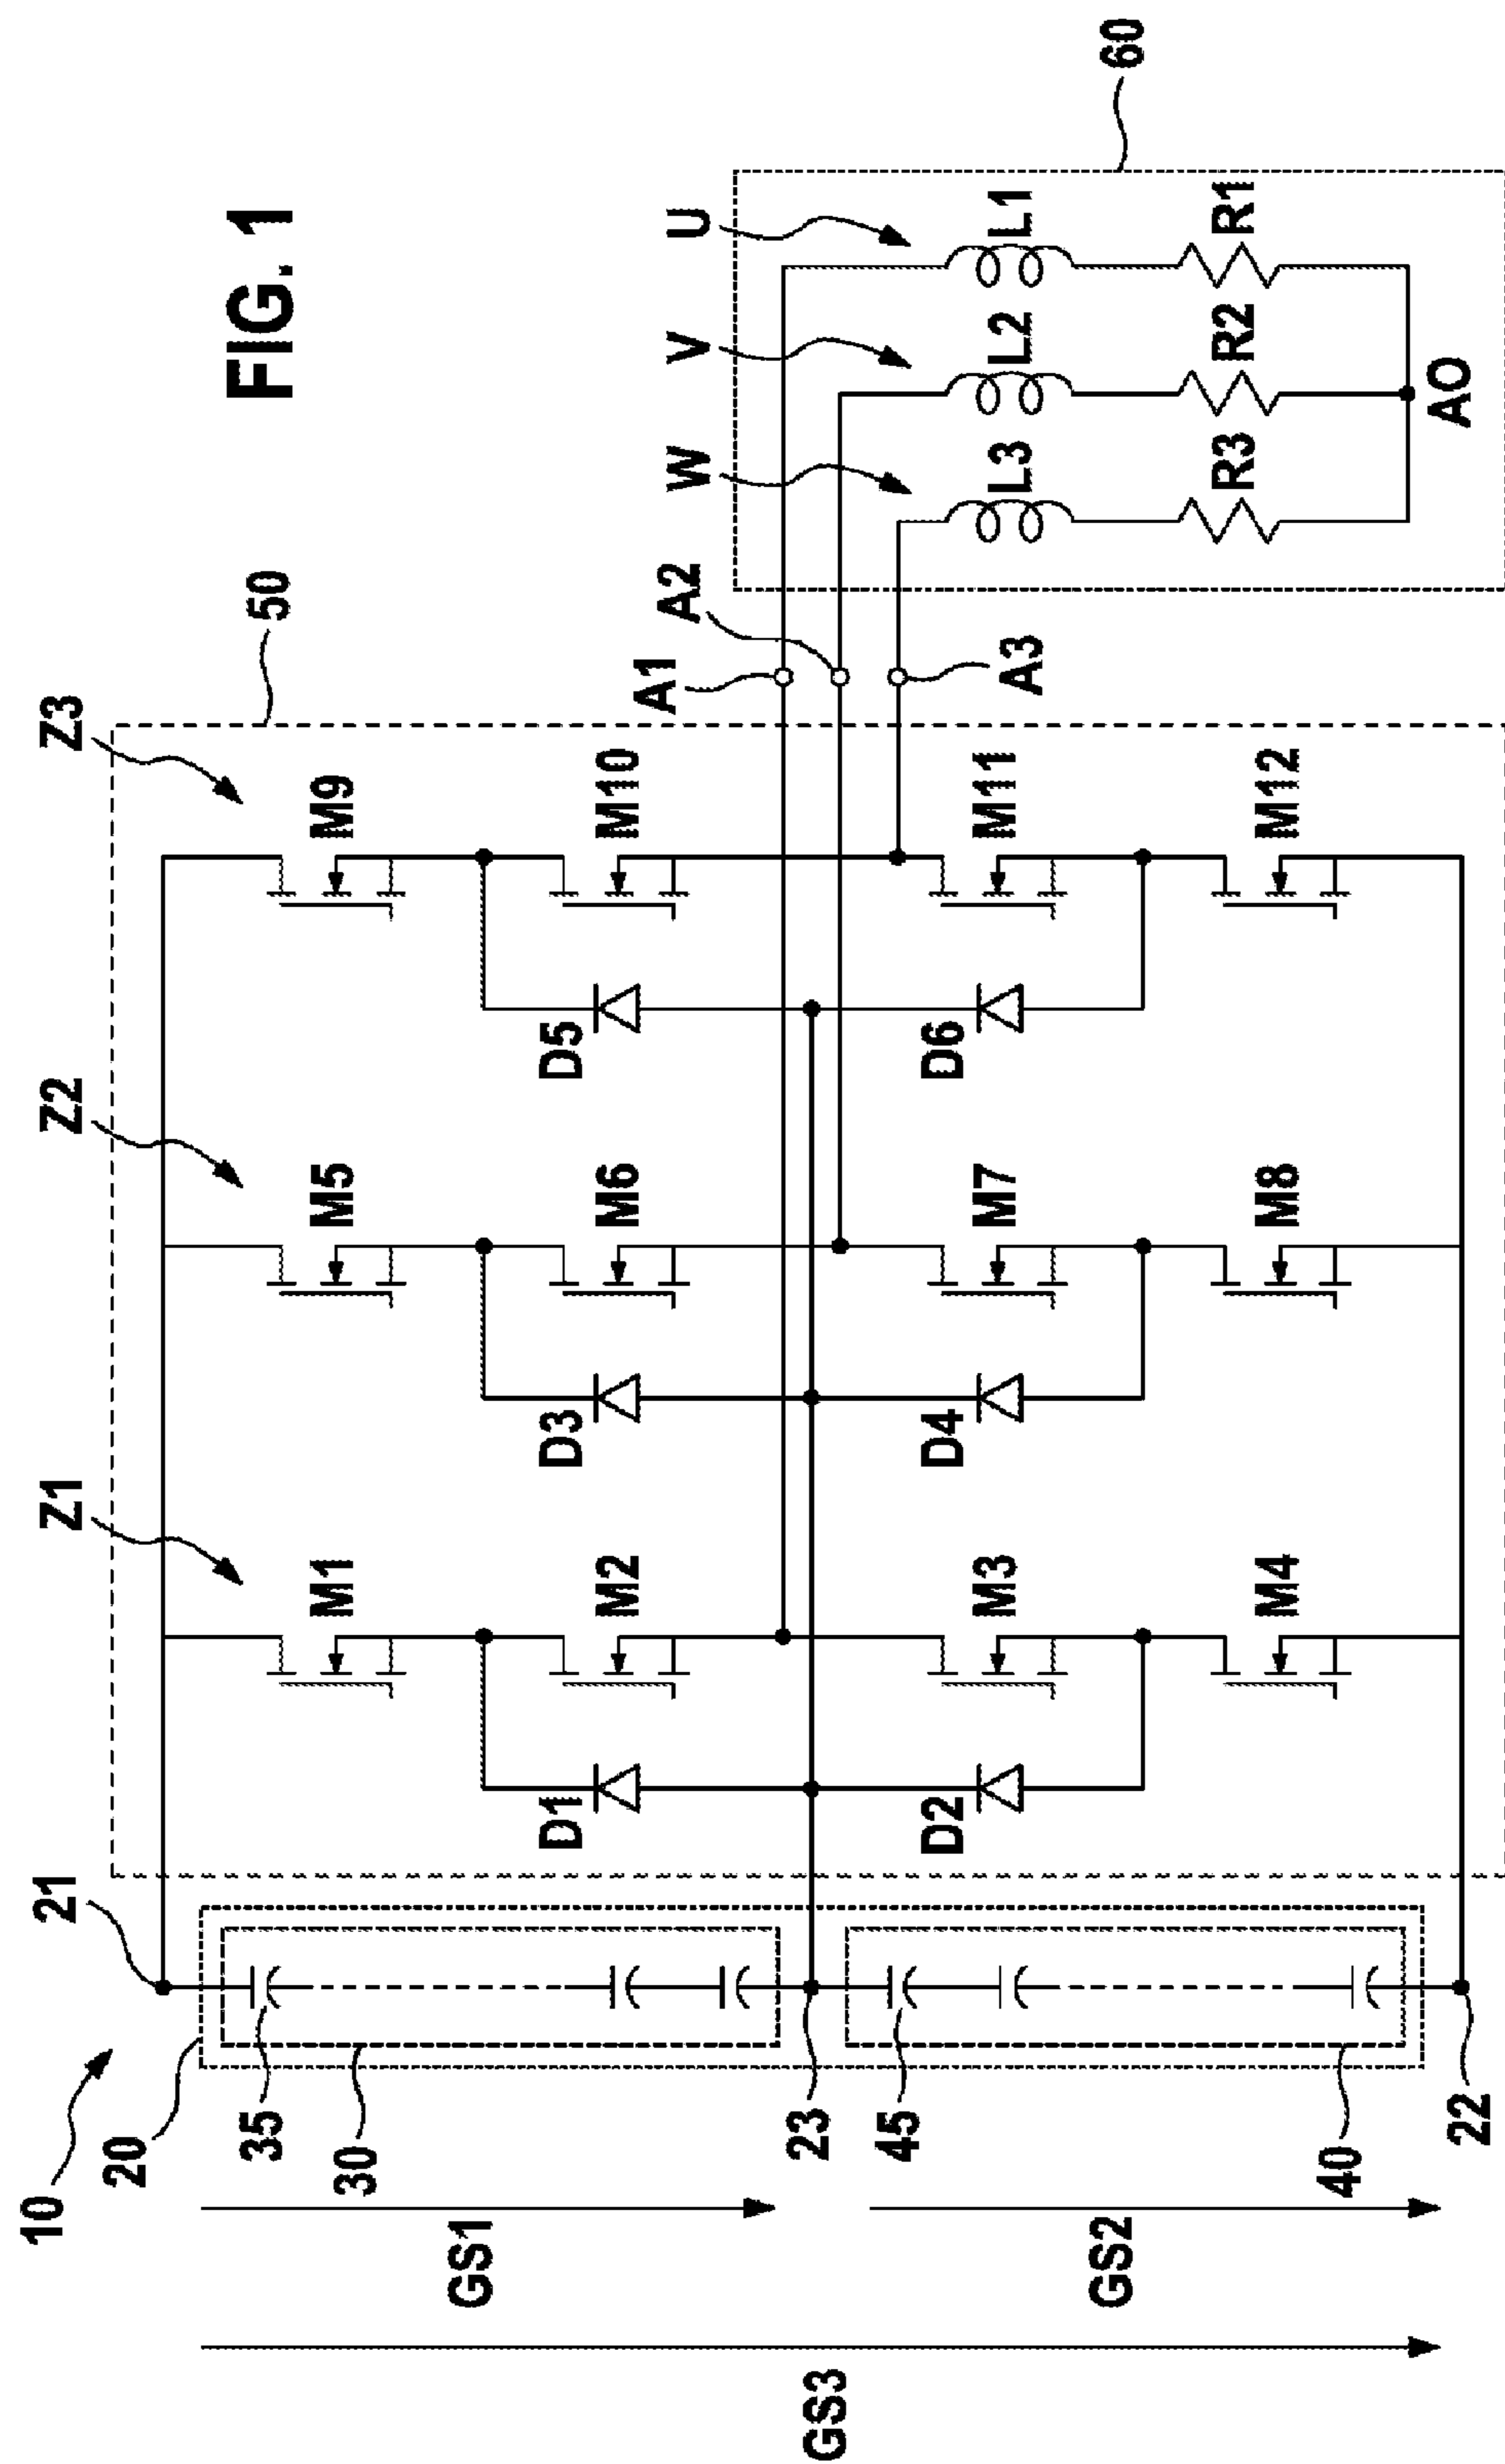 FIG. 1
10
20
21
35
30
23
45
40
22
GS1
GS2
GS3
50
Z1
Z2
Z3
M1
M5
M9
D1
M2
D3
M6
D5
M10
D2
M3
D4
M7
D6
M11
M4
M8
M12
A1
A2
A3
W
V
U
60
L3
L2
L1
R3
R2
R1
AO